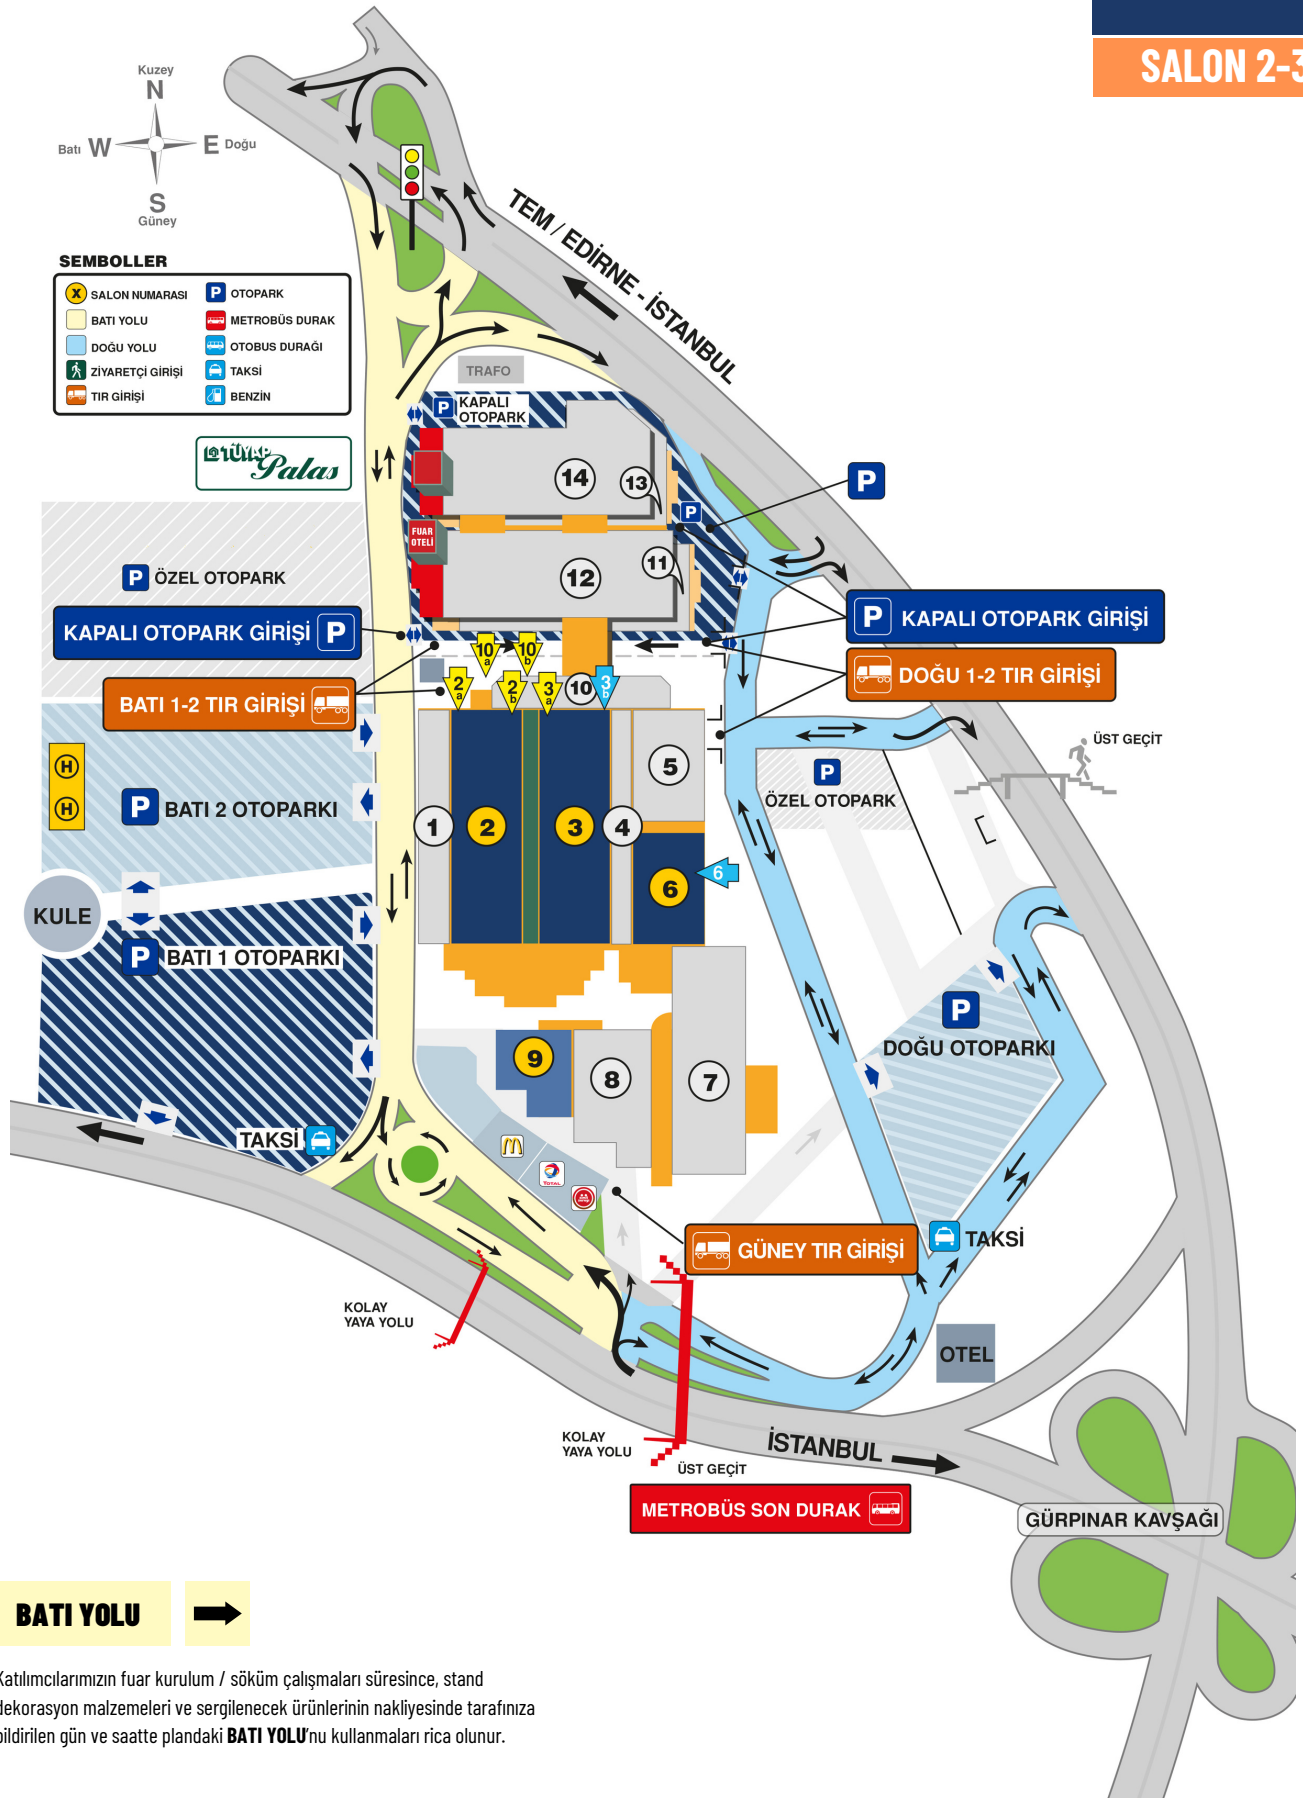 SALON 2-3
Kuzey
N
Batı W E Doğu
S
Güney
SEMBOLLER
X SALON NUMARASI
P OTOPARK
BATI YOLU
METROBÜS DURAK
DOĞU YOLU
OTOBUS DURAĞI
ZİYARETÇİ GİRİŞİ
TAKSİ
TIR GİRİŞİ
BENZİN
TÜYAP Palas
TEM / EDİRNE - İSTANBUL
TRAFO
P KAPALI
OTOPARK
14
13
P
P
FUAR
OTELİ
12
11
P ÖZEL OTOPARK
KAPALI OTOPARK GİRİŞİ P
P KAPALI OTOPARK GİRİŞİ
BATI 1-2 TIR GİRİŞİ
DOĞU 1-2 TIR GİRİŞİ
10
a
10
b
2
a
2
b
3
a
10
3
b
ÜST GEÇİT
5
P
ÖZEL OTOPARK
H
H
P BATI 2 OTOPARKI
1
2
3
4
6
6
KULE
P BATI 1 OTOPARKI
P
DOĞU OTOPARKI
9
8
7
TAKSİ
TOTAL
GÜNEY TIR GİRİŞİ
TAKSİ
KOLAY
YAYA YOLU
OTEL
KOLAY
YAYA YOLU
ÜST GEÇİT
İSTANBUL
METROBÜS SON DURAK
GÜRPINAR KAVŞAĞI
BATI YOLU
Katılımcılarımızın fuar kurulum / söküm çalışmaları süresince, stand
dekorasyon malzemeleri ve sergilenecek ürünlerinin nakliyesinde tarafınıza
bildirilen gün ve saatte plandaki BATI YOLU'nu kullanmaları rica olunur.